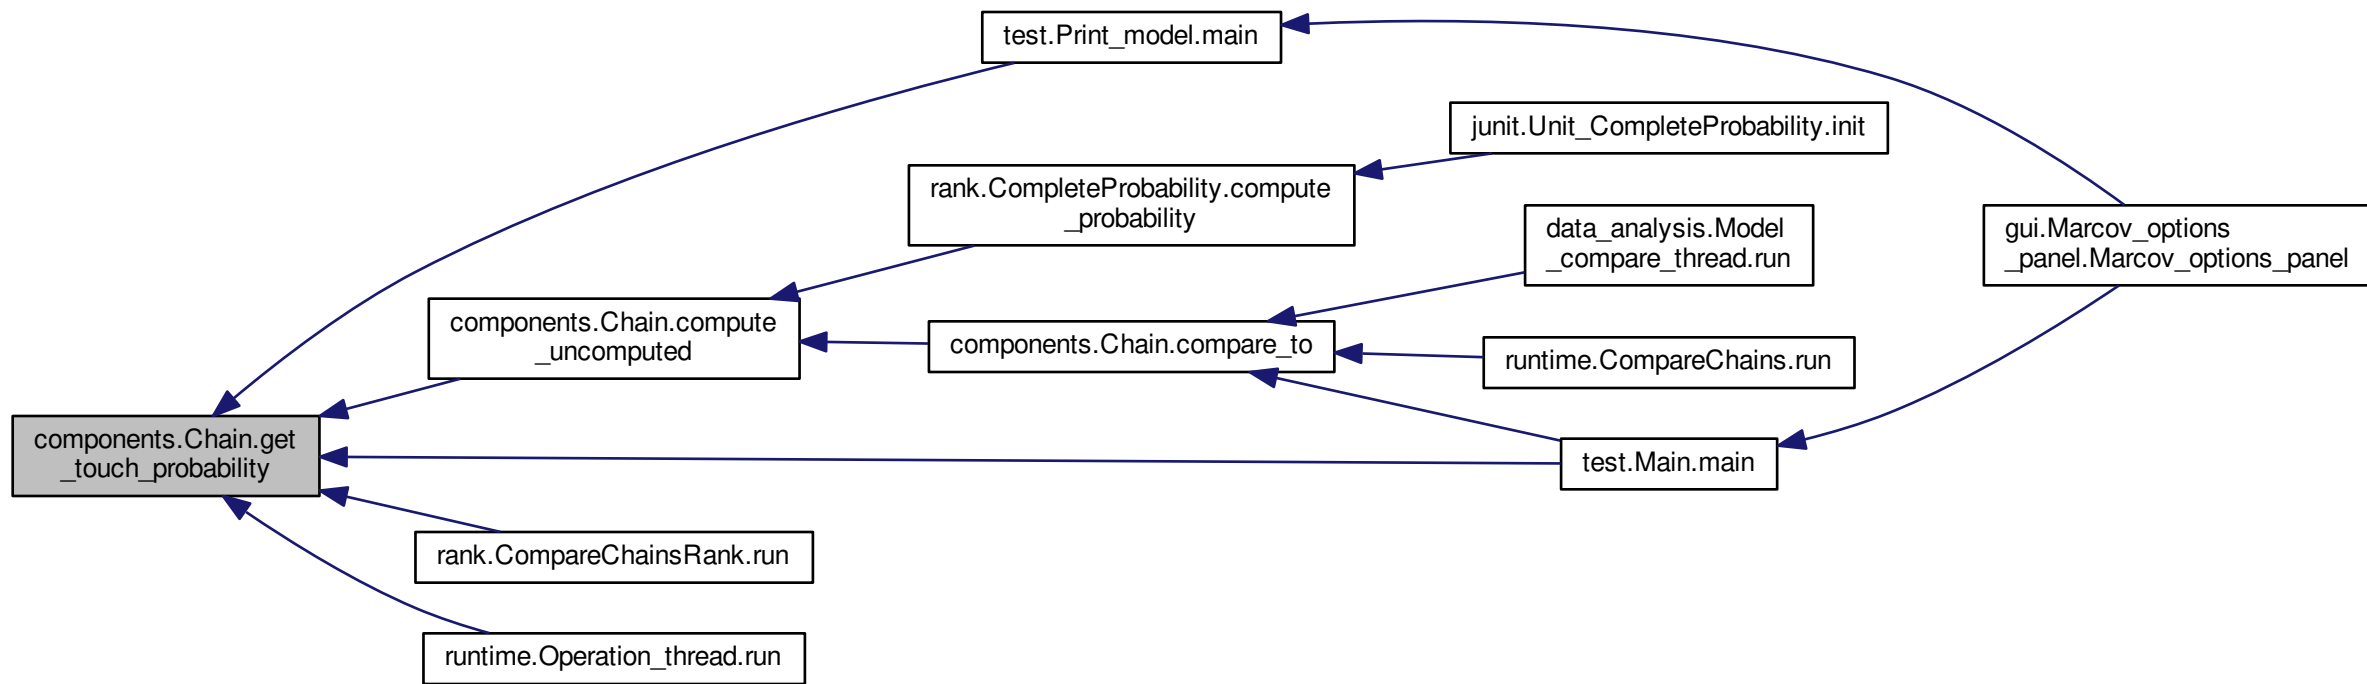 test.Print_model.main
junit.Unit_CompleteProbability.init
rank.CompleteProbability.compute
_probability
data_analysis.Model
_compare_thread.run
gui.Marcov_options
_panel.Marcov_options_panel
components.Chain.compute
_uncomputed
components.Chain.compare_to
runtime.CompareChains.run
components.Chain.get
_touch_probability
test.Main.main
rank.CompareChainsRank.run
runtime.Operation_thread.run